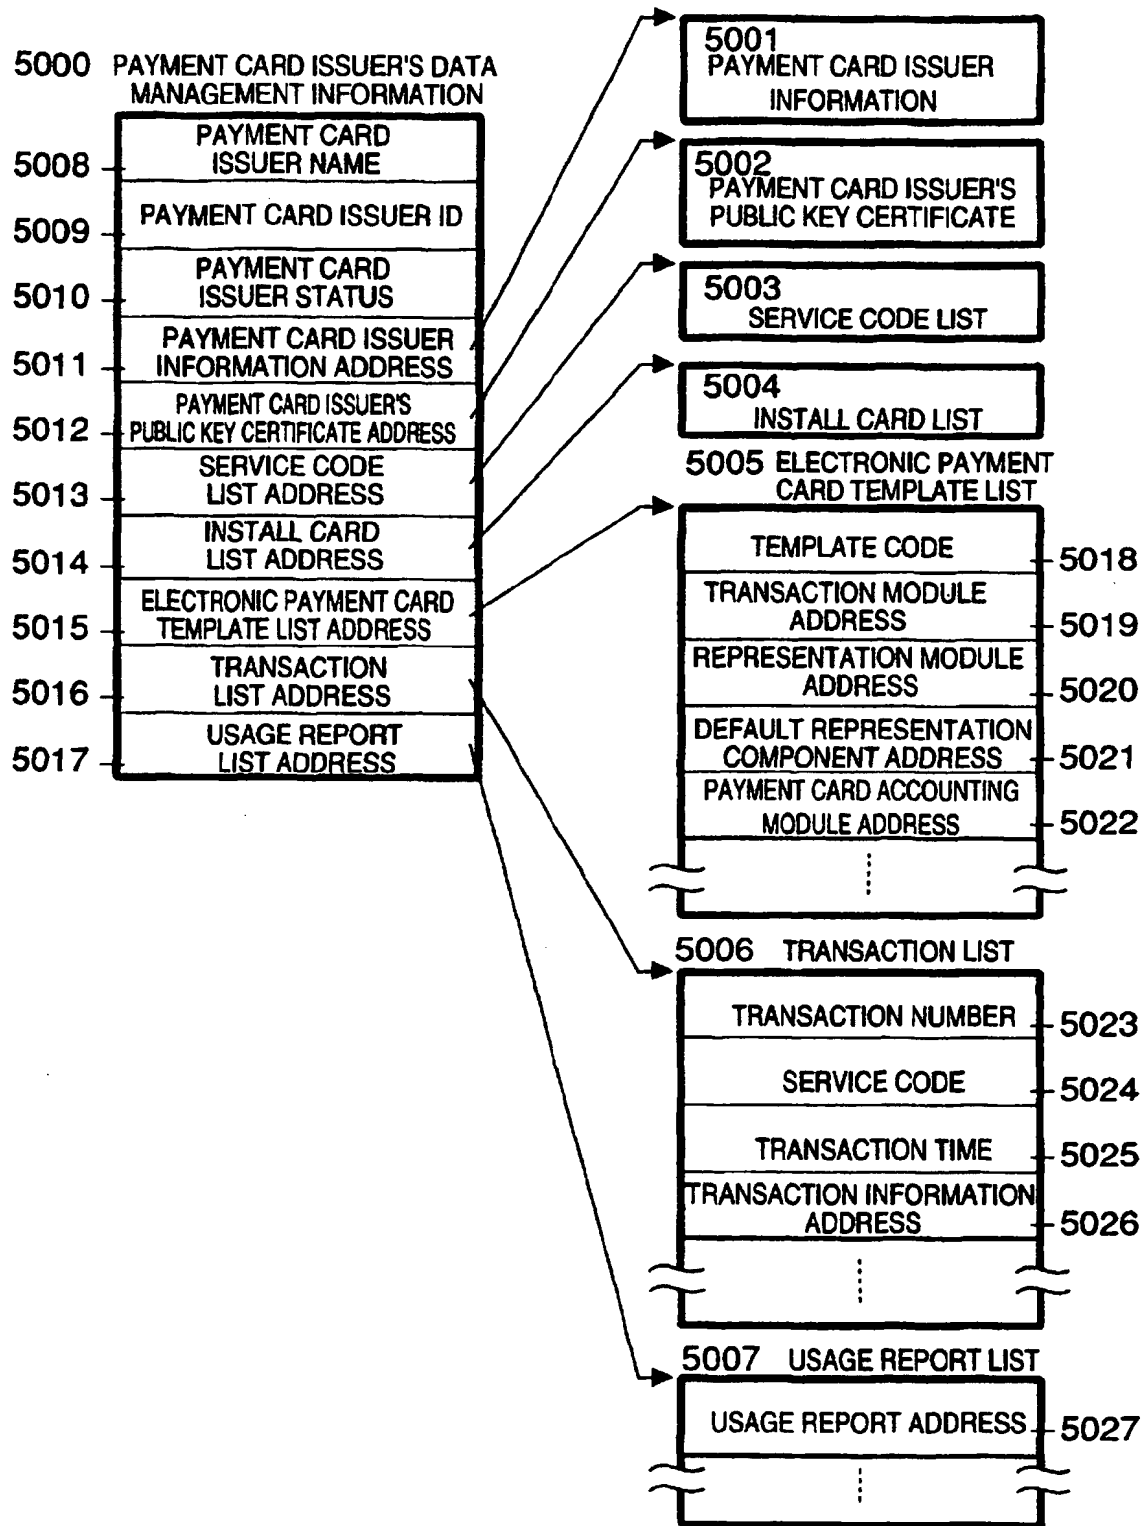 5000 PAYMENT CARD ISSUER'S DATA
MANAGEMENT INFORMATION
PAYMENT CARD
5008 ISSUER NAME
5009 PAYMENT CARD ISSUER ID
PAYMENT CARD
5010 ISSUER STATUS
PAYMENT CARD ISSUER
5011 INFORMATION ADDRESS
PAYMENT CARD ISSUER'S
5012 PUBLIC KEY CERTIFICATE ADDRESS
SERVICE CODE
5013 LIST ADDRESS
INSTALL CARD
5014 LIST ADDRESS
ELECTRONIC PAYMENT CARD
5015 TEMPLATE LIST ADDRESS
TRANSACTION
5016 LIST ADDRESS
USAGE REPORT
5017 LIST ADDRESS
5001
PAYMENT CARD ISSUER
INFORMATION
5002
PAYMENT CARD ISSUER'S
PUBLIC KEY CERTIFICATE
5003
SERVICE CODE LIST
5004
INSTALL CARD LIST
5005 ELECTRONIC PAYMENT
CARD TEMPLATE LIST
TEMPLATE CODE 5018
TRANSACTION MODULE
ADDRESS 5019
REPRESENTATION MODULE
ADDRESS 5020
DEFAULT REPRESENTATION
COMPONENT ADDRESS 5021
PAYMENT CARD ACCOUNTING
MODULE ADDRESS 5022
5006 TRANSACTION LIST
TRANSACTION NUMBER 5023
SERVICE CODE 5024
TRANSACTION TIME 5025
TRANSACTION INFORMATION
ADDRESS 5026
5007 USAGE REPORT LIST
USAGE REPORT ADDRESS 5027